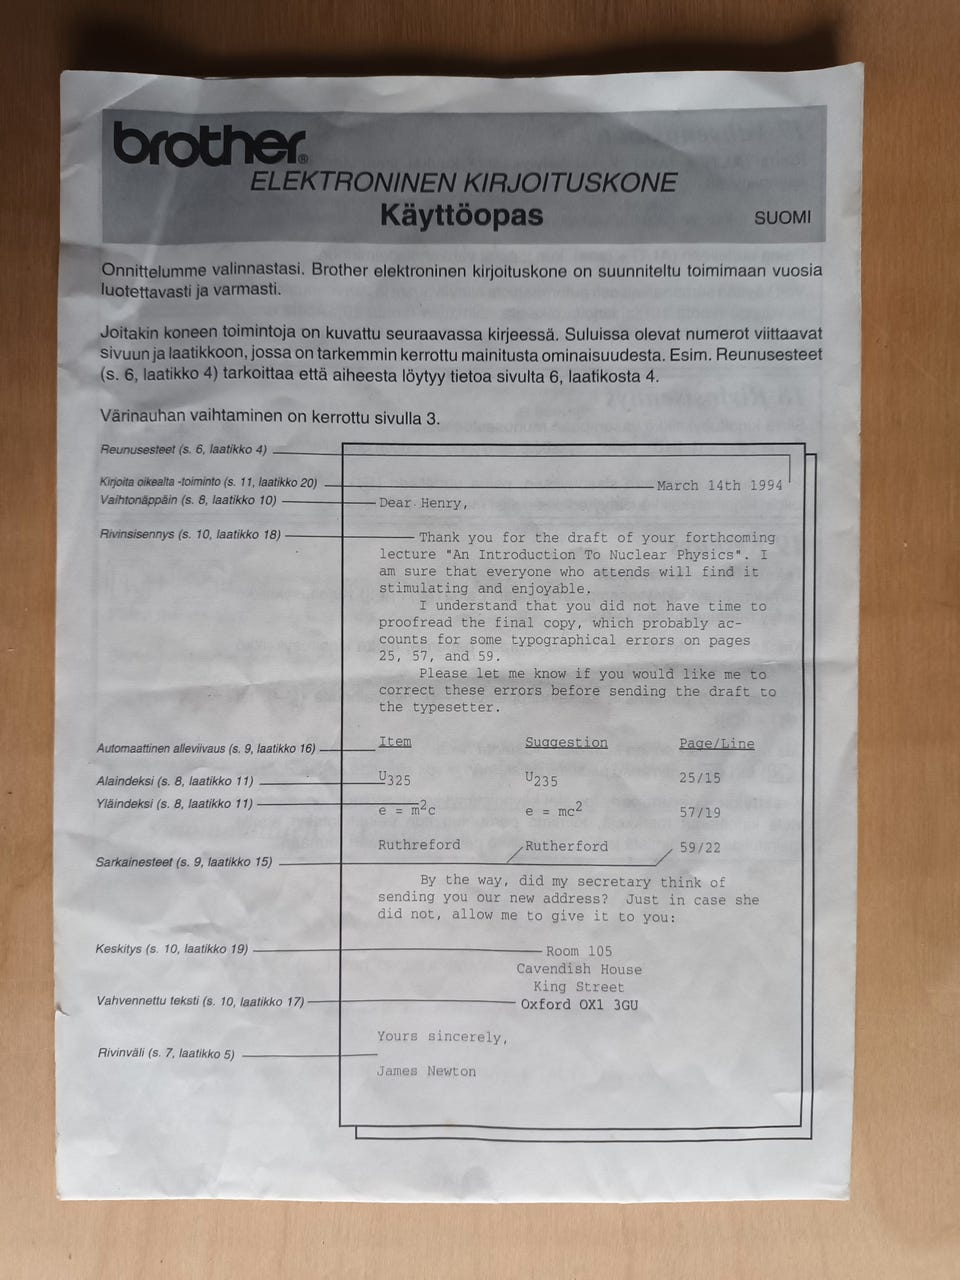 brother®
ELEKTRONINEN KIRJOITUSKONE
Käyttöopas
SUOMI
Onnittelumme valinnastasi. Brother elektroninen kirjoituskone on suunniteltu toimimaan vuosia
luotettavasti ja varmasti.
Joitakin koneen toimintoja on kuvattu seuraavassa kirjeessä. Suluissa olevat numerot viittaavat
sivuun ja laatikkoon, jossa on tarkemmin kerrottu mainitusta ominaisuudesta. Esim. Reunusesteet
(s. 6, laatikko 4) tarkoittaa että aiheesta löytyy tietoa sivulta 6, laatikosta 4.
Värinauhan vaihtaminen on kerrottu sivulla 3.
Reunusesteet (s. 6, laatikko 4)
Kirjoita oikealta -toiminto (s. 11, laatikko 20)
March 14th 1994
Vaihtonäppäin (s. 8, laatikko 10)
Dear Henry,
Rivinsisennys (s. 10, laatikko 18)
Thank you for the draft of your forthcoming
lecture "An Introduction To Nuclear Physics". I
am sure that everyone who attends will find it
stimulating and enjoyable.
I understand that you did not have time to
proofread the final copy, which probably ac-
counts for some typographical errors on pages
25, 57, and 59.
Please let me know if you would like me to
correct these errors before sending the draft to
the typesetter.
Automaattinen alleviivaus (s. 9, laatikko 16)
Item Suggestion Page/Line
Alaindeksi (s. 8, laatikko 11)
U₃₂₅ U₂₃₅ 25/15
Yläindeksi (s. 8, laatikko 11)
e = m²c e = mc² 57/19
Ruthreford Rutherford 59/22
Sarkainesteet (s. 9, laatikko 15)
By the way, did my secretary think of
sending you our new address? Just in case she
did not, allow me to give it to you:
Keskitys (s. 10, laatikko 19)
Room 105
Cavendish House
King Street
Vahvennettu teksti (s. 10, laatikko 17)
Oxford OX1 3GU
Yours sincerely,
Rivinväli (s. 7, laatikko 5)
James Newton